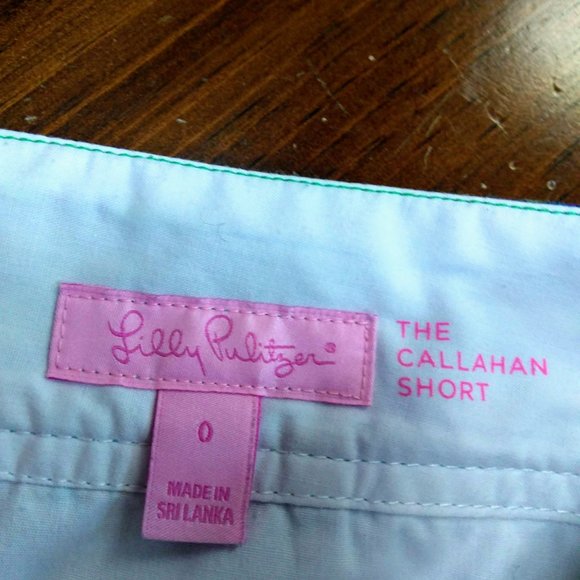 Lilly Pulitzer®
THE
CALLAHAN
SHORT
0
MADE IN
SRI LANKA